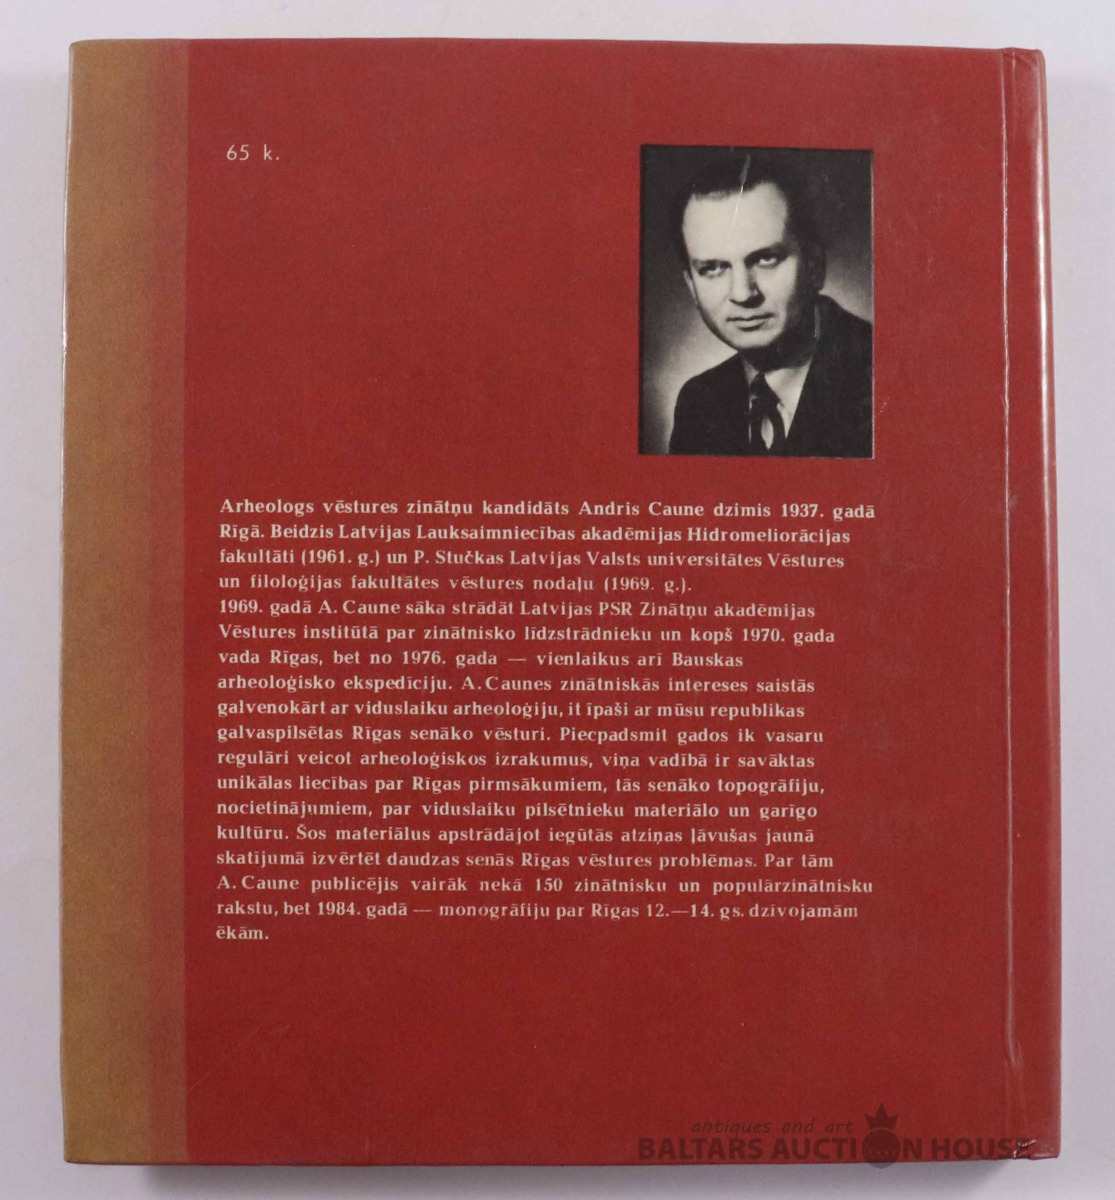 65 k.
Arheologs vēstures zinātņu kandidāts Andris Caune dzimis 1937. gadā
Rīgā. Beidzis Latvijas Lauksaimniecības akadēmijas Hidromeliorācijas
fakultāti (1961. g.) un P. Stučkas Latvijas Valsts universitātes Vēstures
un filoloģijas fakultātes vēstures nodaļu (1969. g.).
1969. gadā A. Caune sāka strādāt Latvijas PSR Zinātņu akadēmijas
Vēstures institūtā par zinātnisko līdzstrādnieku un kopš 1970. gada
vada Rīgas, bet no 1976. gada — vienlaikus arī Bauskas
arheoloģisko ekspedīciju. A. Caunes zinātniskās intereses saistās
galvenokārt ar viduslaiku arheoloģiju, it īpaši ar mūsu republikas
galvaspilsētas Rīgas senāko vēsturi. Piecpadsmit gados ik vasaru
regulāri veicot arheoloģiskos izrakumus, viņa vadībā ir savāktas
unikālas liecības par Rīgas pirmsākumiem, tās senāko topogrāfiju,
nocietinājumiem, par viduslaiku pilsētnieku materiālo un garīgo
kultūru. Šos materiālus apstrādājot iegūtās atziņas ļāvušas jaunā
skatījumā izvērtēt daudzas senās Rīgas vēstures problēmas. Par tām
A. Caune publicējis vairāk nekā 150 zinātnisku un populārzinātnisku
rakstu, bet 1984. gadā — monogrāfiju par Rīgas 12.—14. gs. dzīvojamām
ēkām.
antiques and art
BALTARS AUCTION HOUSE